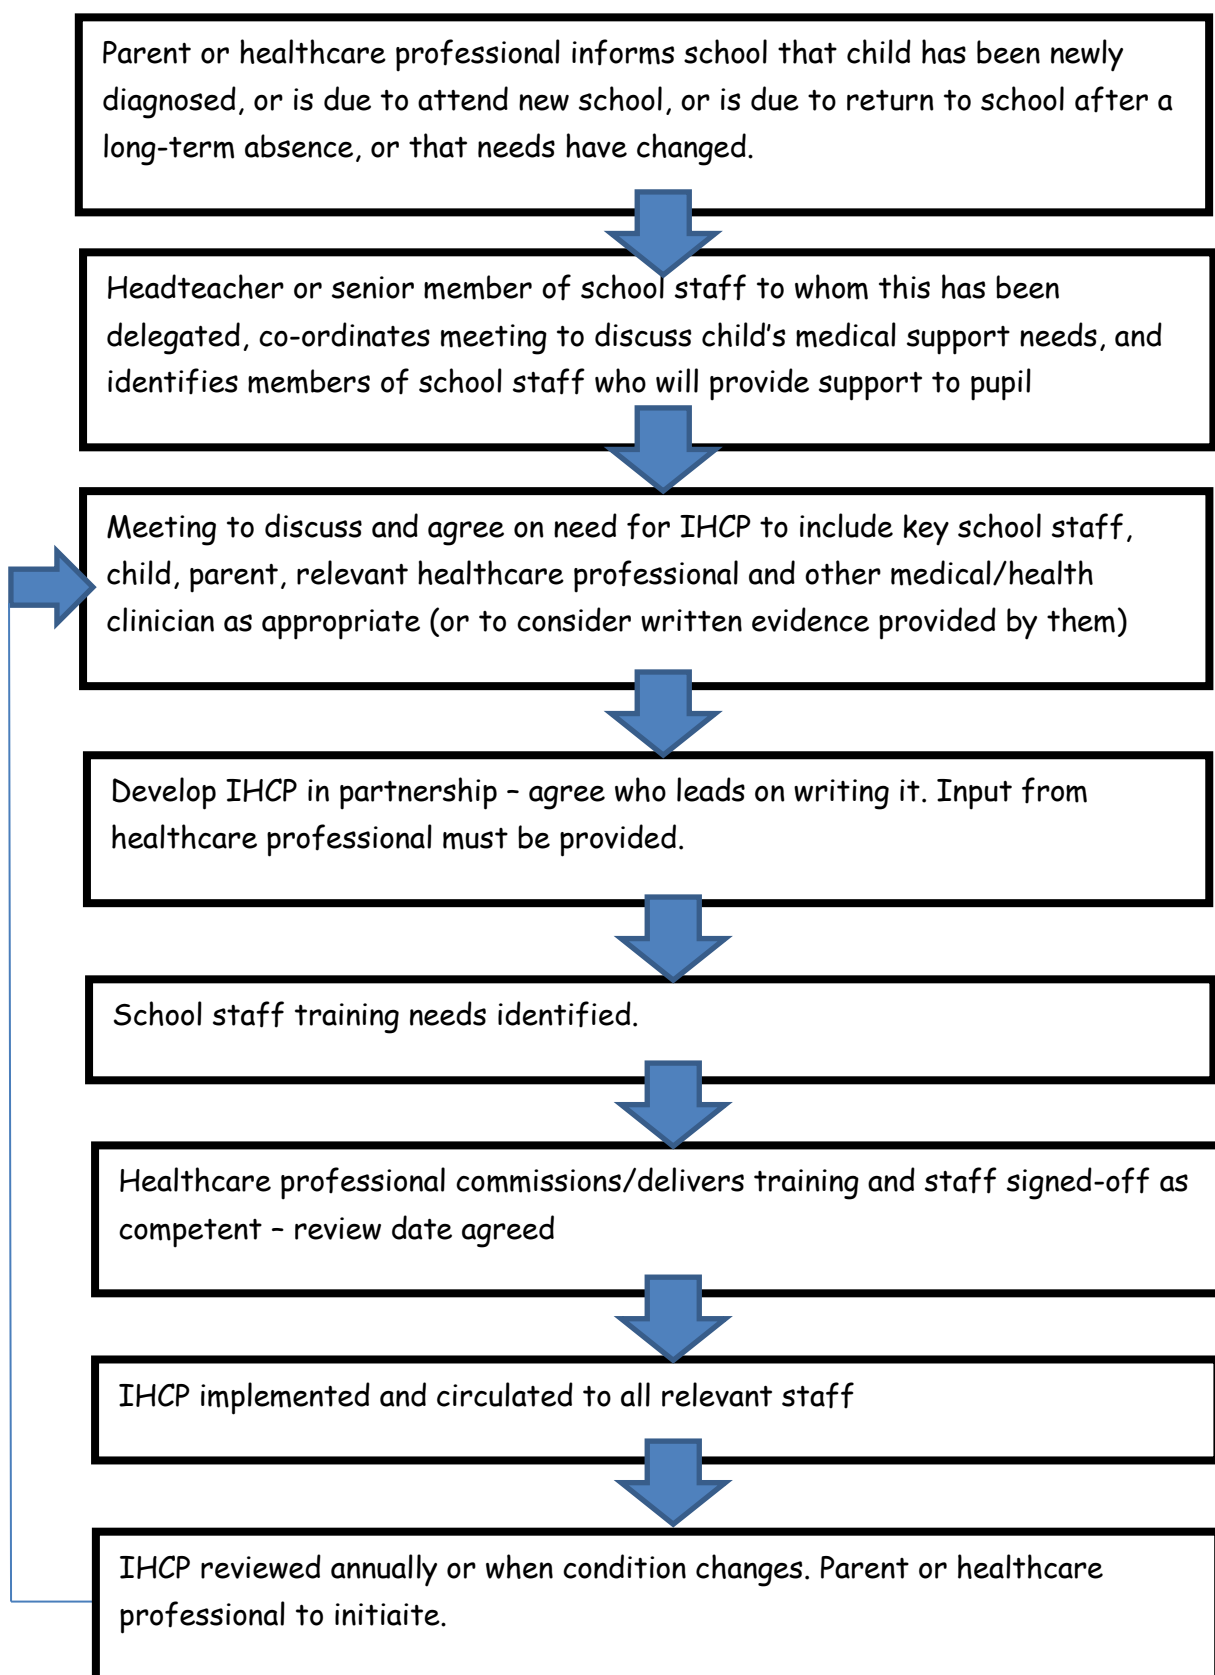 Parent or healthcare professional informs school that child has been newly
diagnosed, or is due to attend new school, or is due to return to school after a
long-term absence, or that needs have changed.
Headteacher or senior member of school staff to whom this has been
delegated, co-ordinates meeting to discuss child’s medical support needs, and
identifies members of school staff who will provide support to pupil
Meeting to discuss and agree on need for IHCP to include key school staff,
child, parent, relevant healthcare professional and other medical/health
clinician as appropriate (or to consider written evidence provided by them)
Develop IHCP in partnership – agree who leads on writing it. Input from
healthcare professional must be provided.
School staff training needs identified.
Healthcare professional commissions/delivers training and staff signed-off as
competent – review date agreed
IHCP implemented and circulated to all relevant staff
IHCP reviewed annually or when condition changes. Parent or healthcare
professional to initiaite.